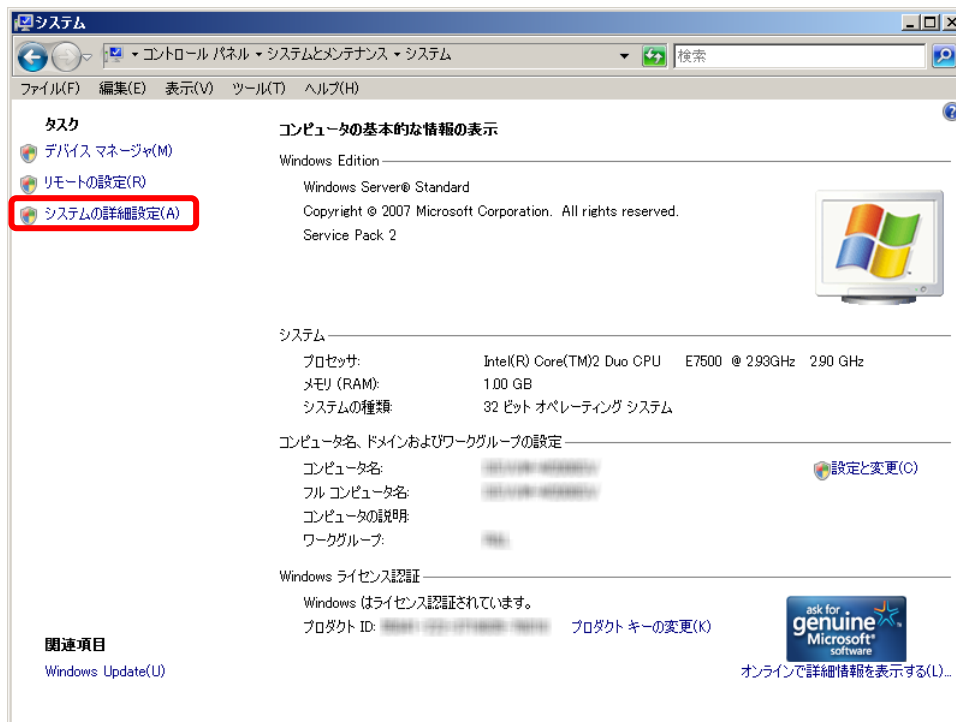 システム
コントロール パネル ▾ システムとメンテナンス ▾ システム
検索
ファイル(F) 編集(E) 表示(V) ツール(T) ヘルプ(H)
タスク
デバイス マネージャ(M)
リモートの設定(R)
システムの詳細設定(A)
コンピュータの基本的な情報の表示
Windows Edition
Windows Server® Standard
Copyright © 2007 Microsoft Corporation. All rights reserved.
Service Pack 2
システム
プロセッサ: Intel(R) Core(TM)2 Duo CPU E7500 @ 2.93GHz 2.90 GHz
メモリ (RAM): 1.00 GB
システムの種類: 32 ビット オペレーティング システム
コンピュータ名、ドメインおよびワークグループの設定
コンピュータ名: 設定と変更(C)
フル コンピュータ名:
コンピュータの説明:
ワークグループ:
Windows ライセンス認証
Windows はライセンス認証されています。
プロダクト ID: プロダクト キーの変更(K)
ask for
genuine
Microsoft®
software
オンラインで詳細情報を表示する(L)...
関連項目
Windows Update(U)